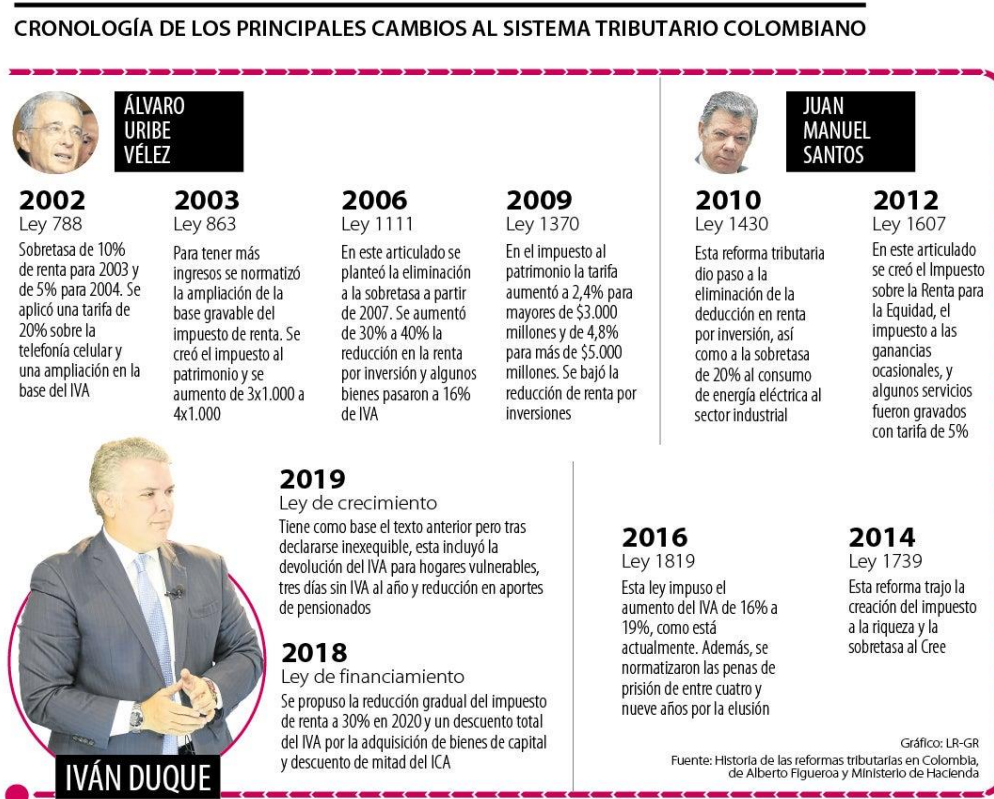 CRONOLOGÍA DE LOS PRINCIPALES CAMBIOS AL SISTEMA TRIBUTARIO COLOMBIANO
ÁLVARO
URIBE
VÉLEZ
2002
Ley 788
Sobretasa de 10%
de renta para 2003 y
de 5% para 2004. Se
aplicó una tarifa de
20% sobre la
telefonía celular y
una ampliación en la
base del IVA
2003
Ley 863
Para tener más
ingresos se normatizó
la ampliación de la
base gravable del
impuesto de renta. Se
creó el impuesto al
patrimonio y se
aumento de 3x1.000 a
4x1.000
2006
Ley 1111
En este articulado se
planteó la eliminación
a la sobretasa a partir
de 2007. Se aumentó
de 30% a 40% la
reducción en la renta
por inversión y algunos
bienes pasaron a 16%
de IVA
2009
Ley 1370
En el impuesto al
patrimonio la tarifa
aumentó a 2,4% para
mayores de $3.000
millones y de 4,8%
para más de $5.000
millones. Se bajó la
reducción de renta por
inversiones
JUAN
MANUEL
SANTOS
2010
Ley 1430
Esta reforma tributaria
dio paso a la
eliminación de la
deducción en renta
por inversión, así
como a la sobretasa
de 20% al consumo
de energía eléctrica al
sector industrial
2012
Ley 1607
En este articulado
se creó el Impuesto
sobre la Renta para
la Equidad, el
impuesto a las
ganancias
ocasionales, y
algunos servicios
fueron gravados
con tarifa de 5%
2014
Ley 1739
Esta reforma trajo la
creación del impuesto
a la riqueza y la
sobretasa al Cree
2016
Ley 1819
Esta ley impuso el
aumento del IVA de 16% a
19%, como está
actualmente. Además, se
normatizaron las penas de
prisión de entre cuatro y
nueve años por la elusión
2019
Ley de crecimiento
Tiene como base el texto anterior pero tras
declararse inexequible, esta incluyó la
devolución del IVA para hogares vulnerables,
tres días sin IVA al año y reducción en aportes
de pensionados
2018
Ley de financiamiento
Se propuso la reducción gradual del impuesto
de renta a 30% en 2020 y un descuento total
del IVA por la adquisición de bienes de capital
y descuento de mitad del ICA
IVÁN DUQUE
Gráfico: LR-GR
Fuente: Historia de las reformas tributarias en Colombia,
de Alberto Figueroa y Ministerio de Hacienda